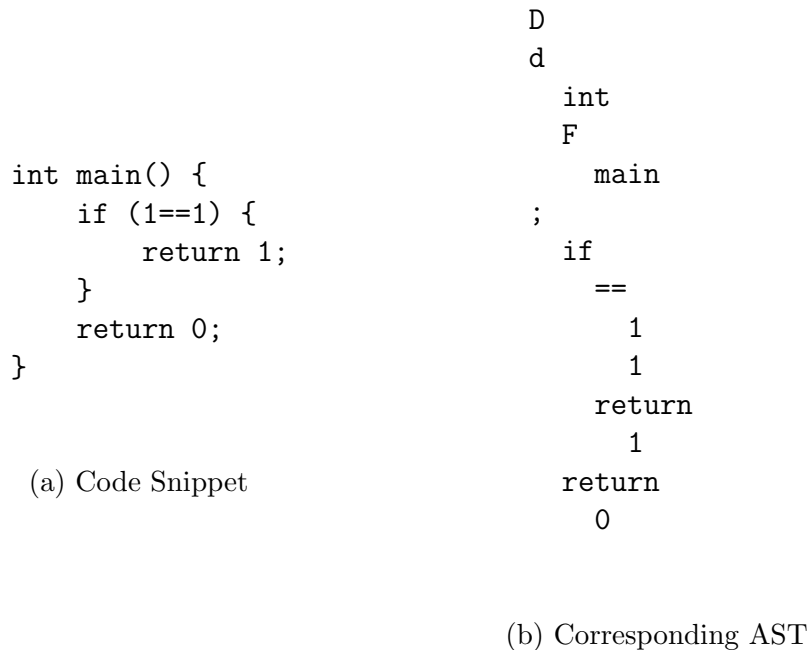 int main() {
    if (1==1) {
        return 1;
    }
    return 0;
}
(a) Code Snippet
D
d
  int
  F
    main
;
  if
    ==
      1
      1
    return
      1
  return
    0
(b) Corresponding AST